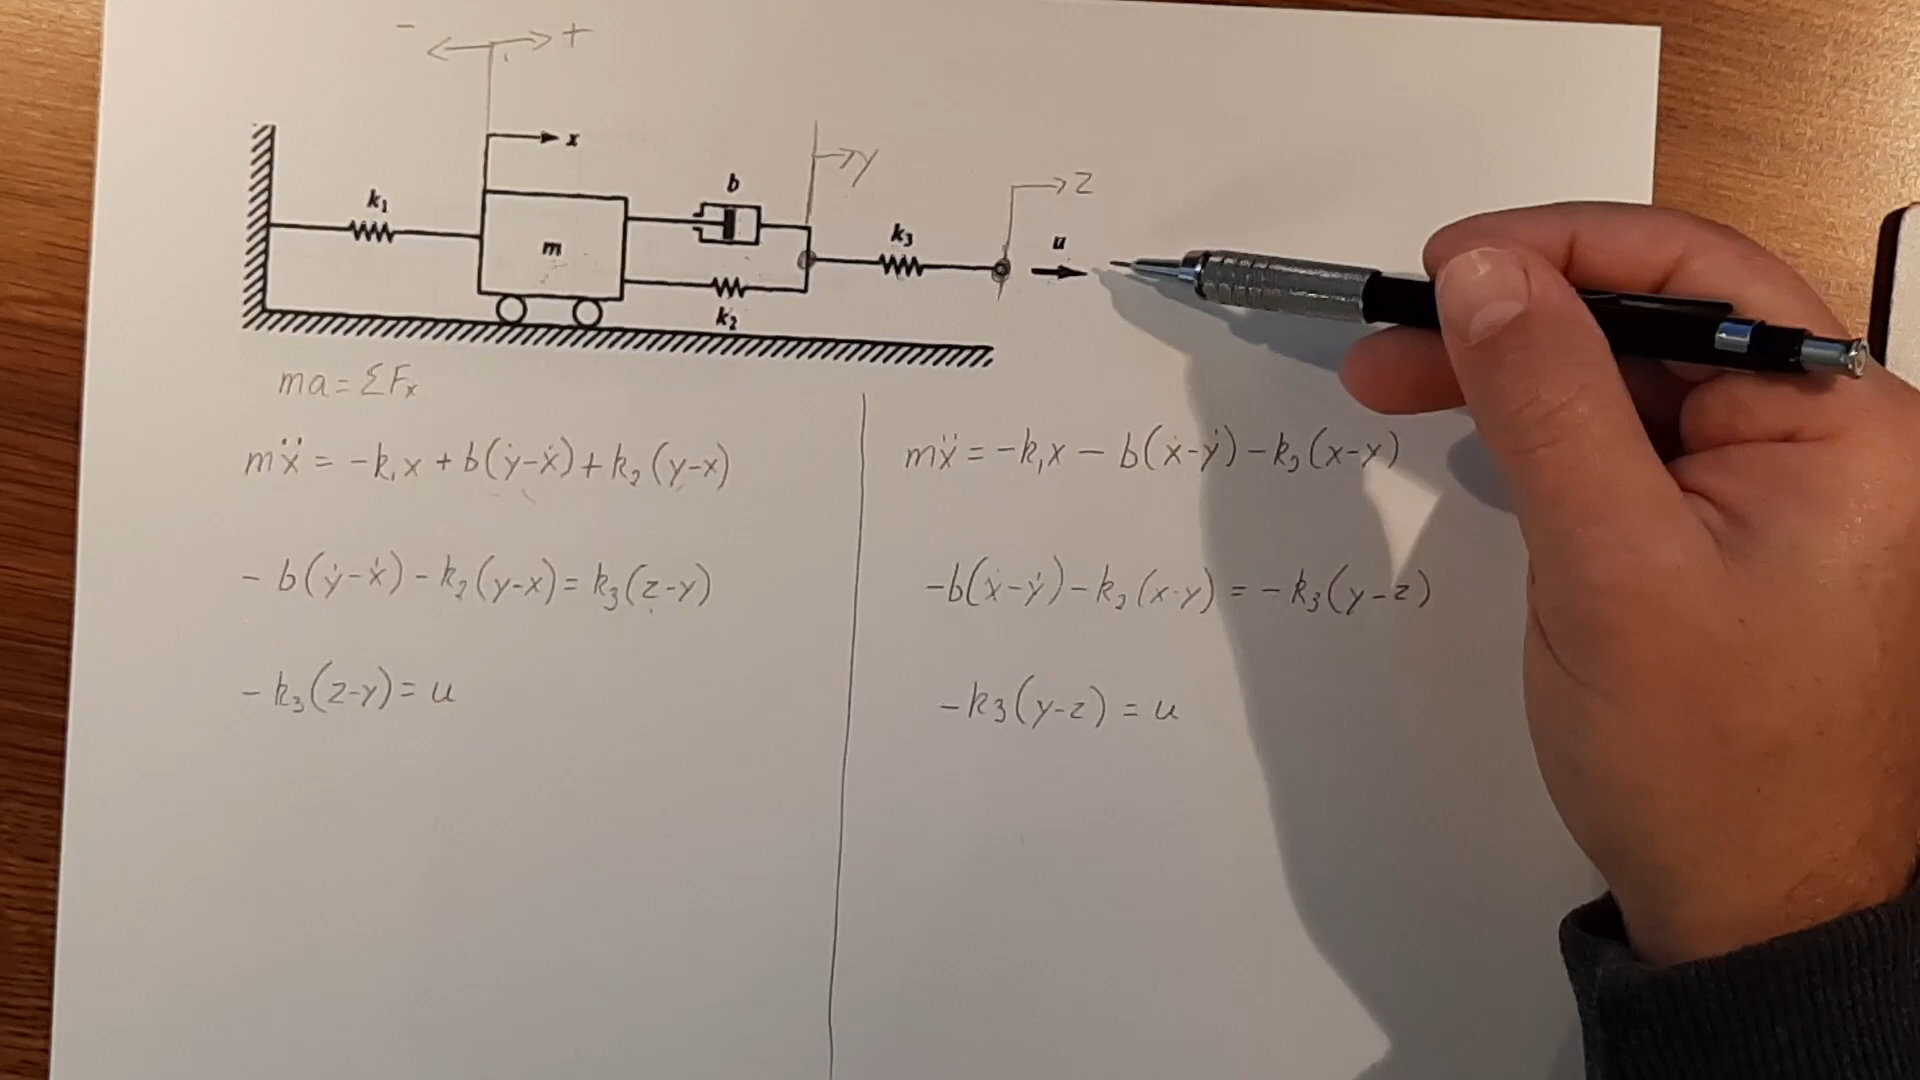 - +
x
y
z
k₁
b
k₃
u
m
k₂
ma = ΣFₓ
mẍ = -k₁x + b(ẏ-ẋ) + k₂(y-x)
- b(ẏ-ẋ) - k₂(y-x) = k₃(z-y)
- k₃(z-y) = u
mẍ = -k₁x - b(ẋ-ẏ) - k₂(x-y)
-b(ẋ-ẏ) - k₂(x-y) = -k₃(y-z)
-k₃(y-z) = u